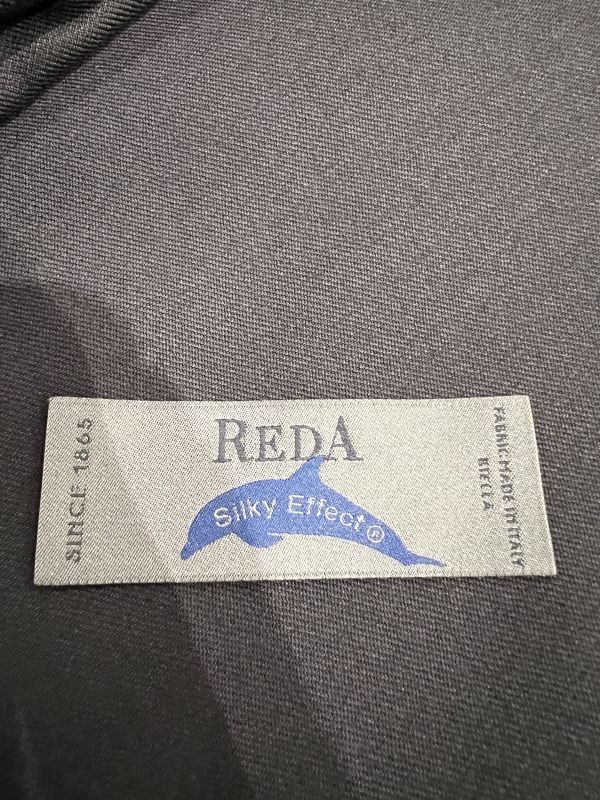 SINCE 1865
REDA
Silky Effect®
FABRIC MADE IN ITALY
BIELLA